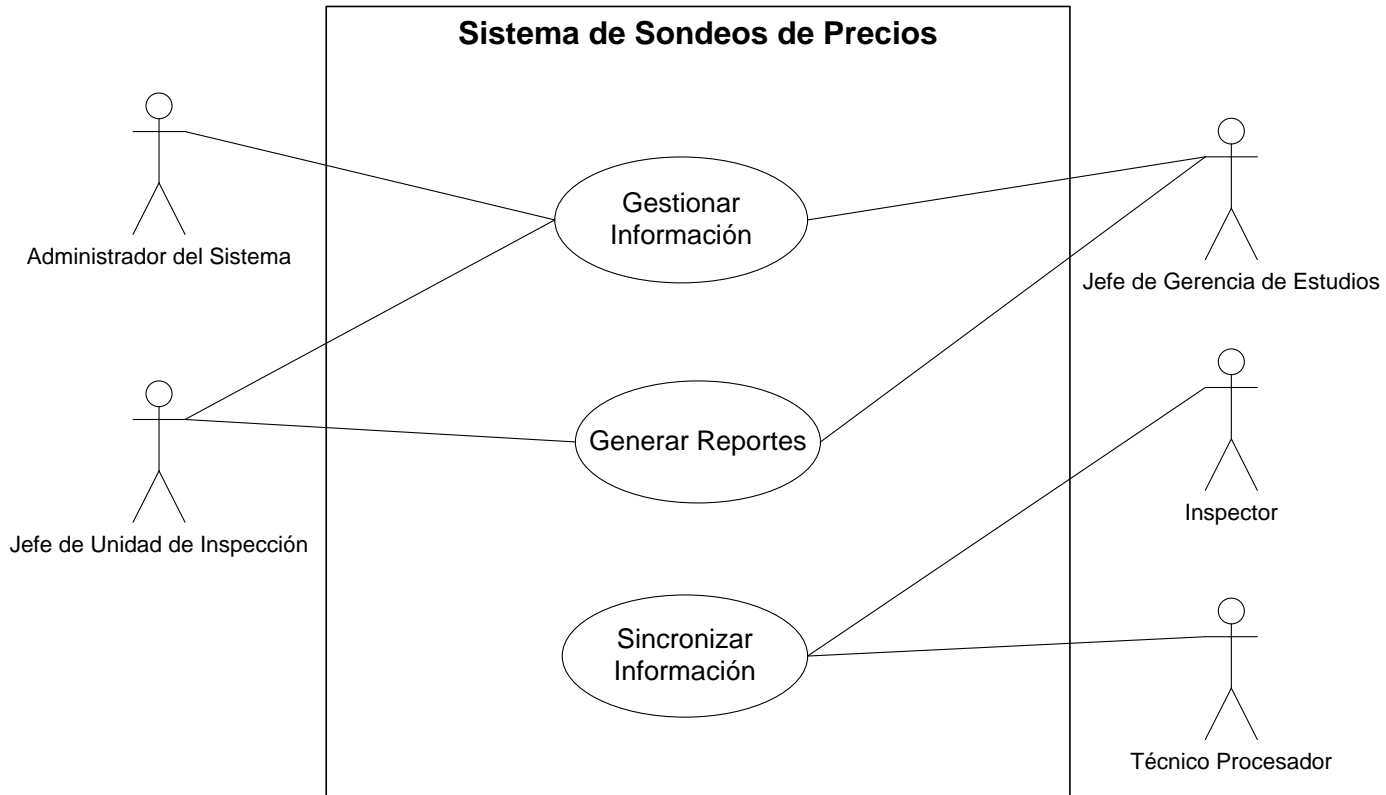 Sistema de Sondeos de Precios
Administrador del Sistema
Gestionar
Información
Jefe de Gerencia de Estudios
Jefe de Unidad de Inspección
Generar Reportes
Inspector
Sincronizar
Información
Técnico Procesador